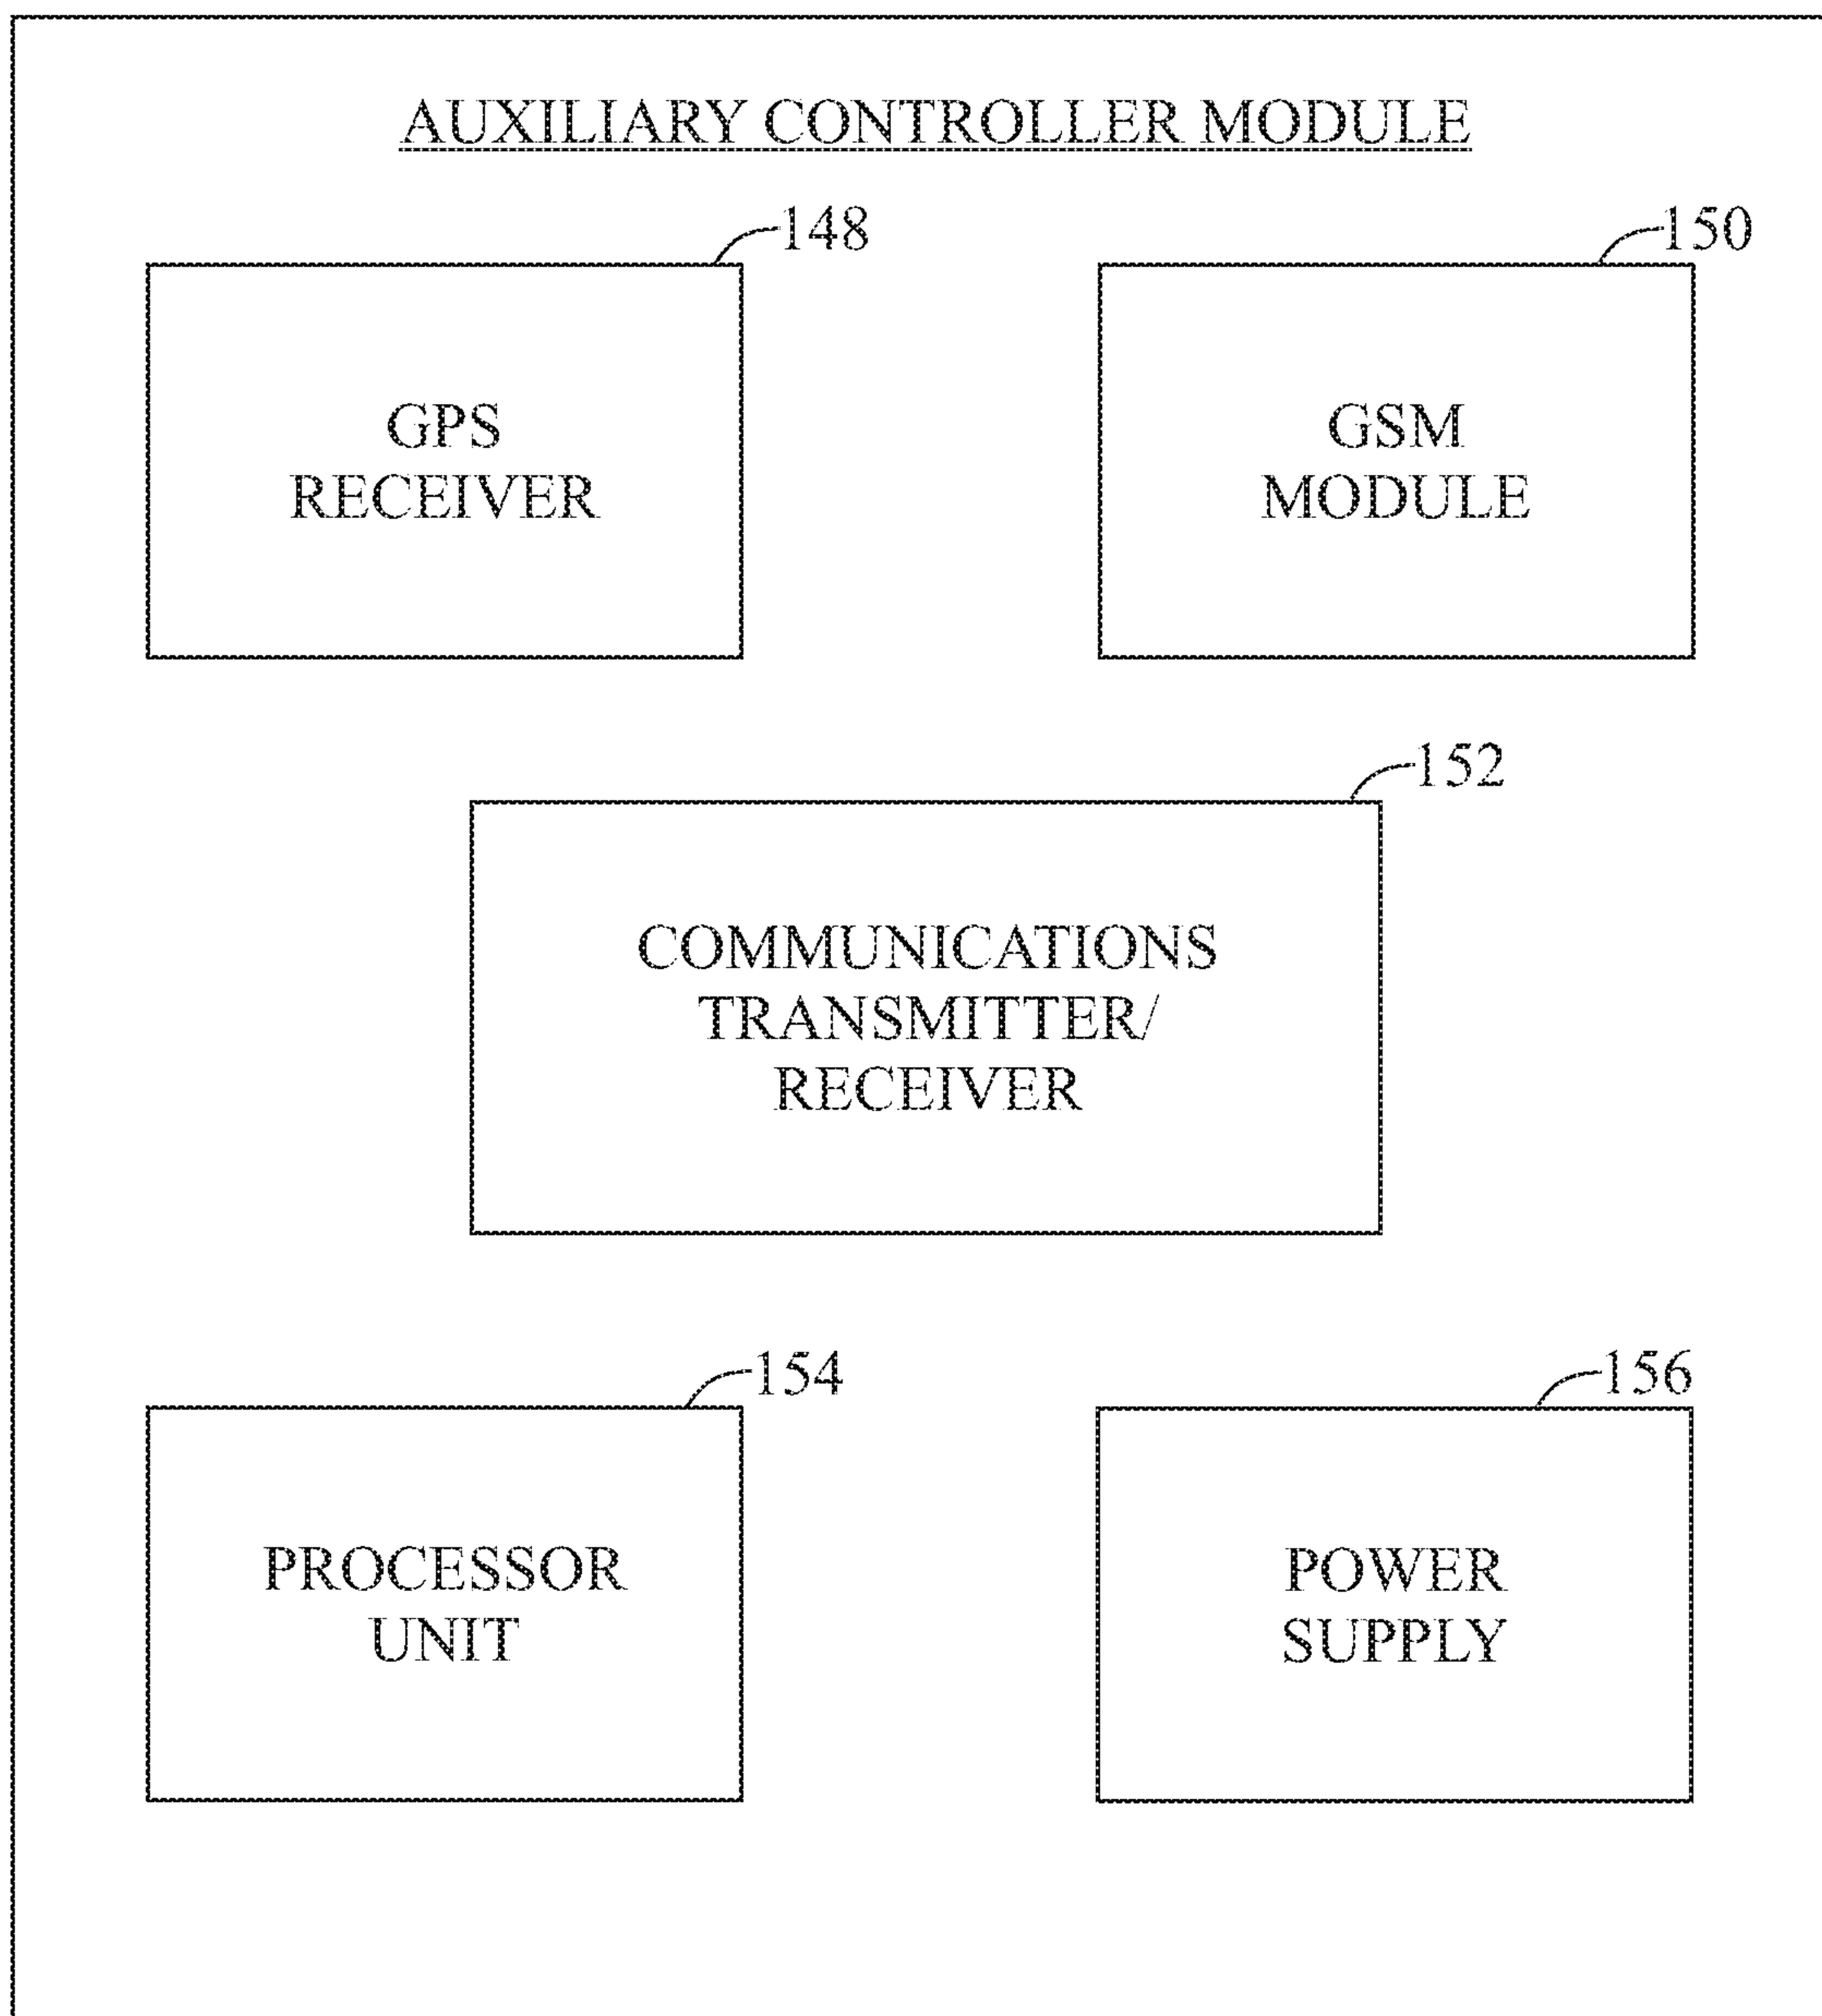 AUXILIARY CONTROLLER MODULE
148
150
GPS
RECEIVER
GSM
MODULE
152
COMMUNICATIONS
TRANSMITTER/
RECEIVER
154
156
PROCESSOR
UNIT
POWER
SUPPLY